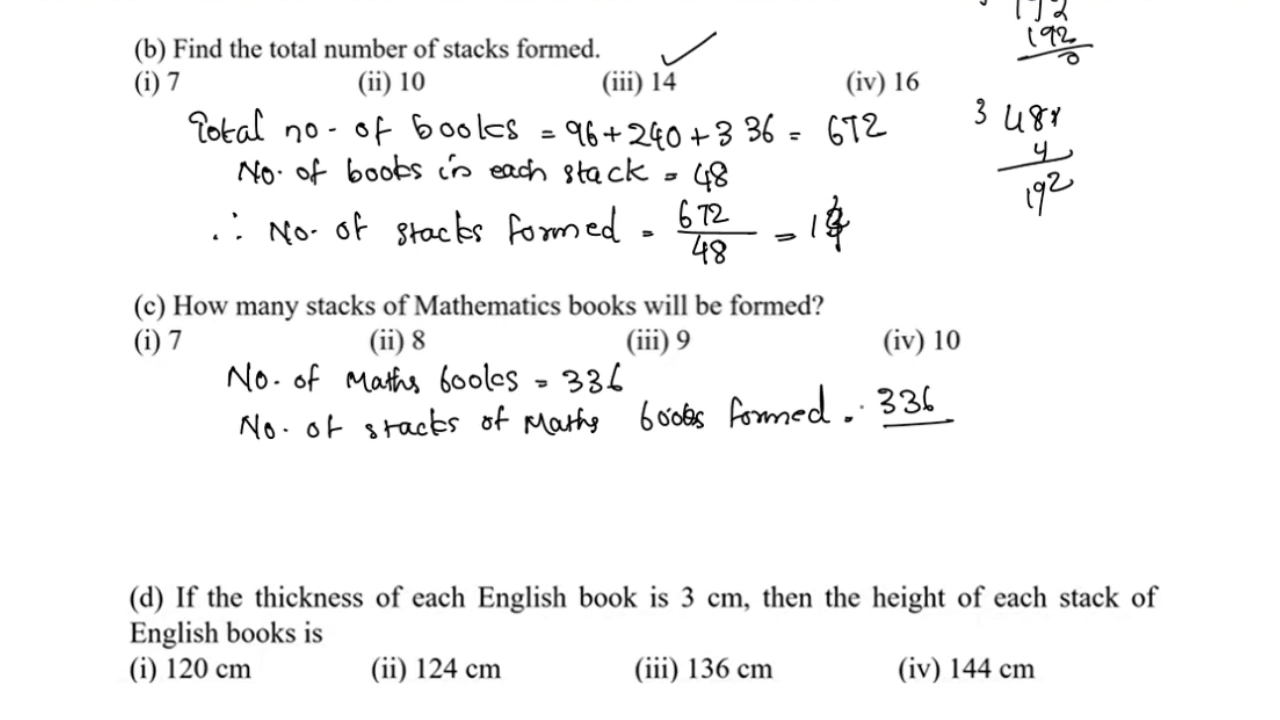 192
192
0
(b) Find the total number of stacks formed.
(i) 7 (ii) 10 (iii) 14 (iv) 16
Total no - of books = 96 + 240 + 3 36 = 672
No. of books in each stack = 48
∴ No. of stacks formed = 672/48 = 14
3 48x
4
192
(c) How many stacks of Mathematics books will be formed?
(i) 7 (ii) 8 (iii) 9 (iv) 10
No. of Maths books = 336
No. of stacks of Maths books formed = 336
(d) If the thickness of each English book is 3 cm, then the height of each stack of
English books is
(i) 120 cm (ii) 124 cm (iii) 136 cm (iv) 144 cm